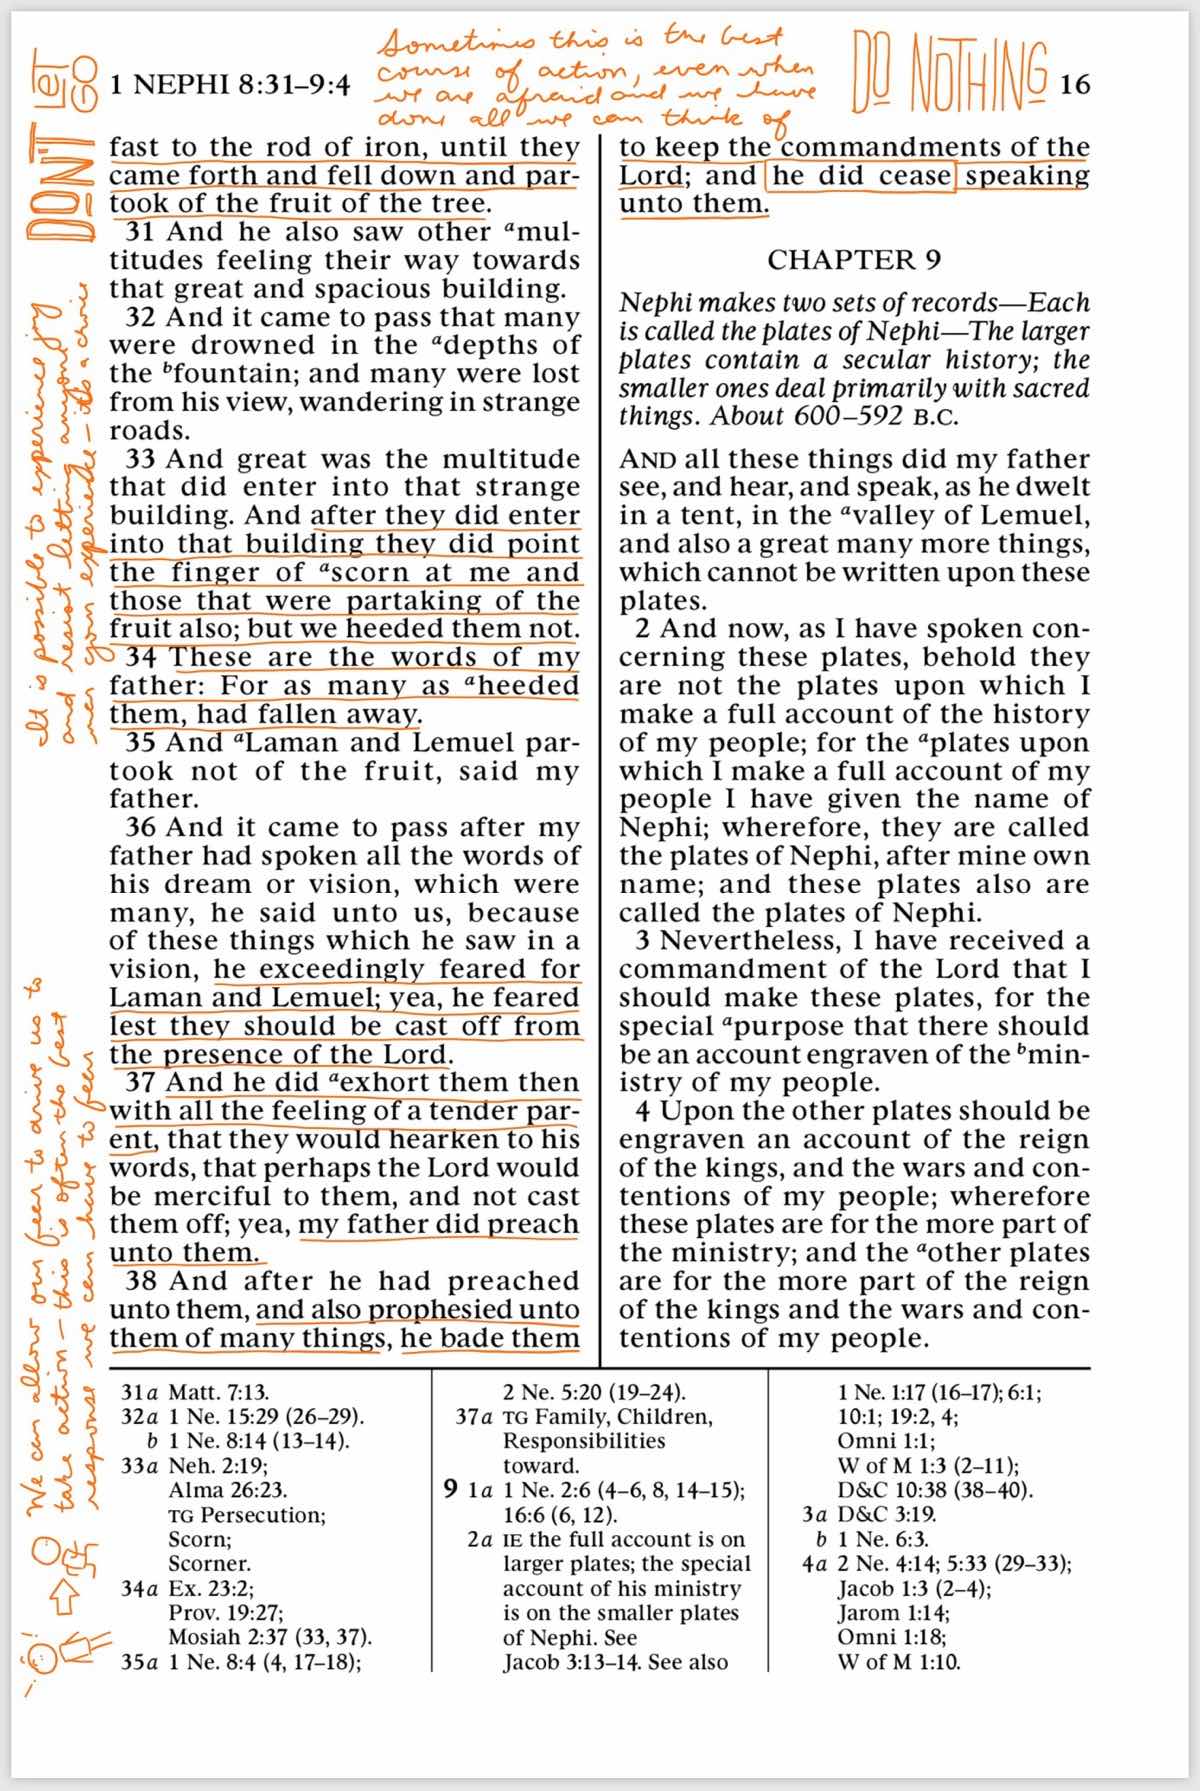 Sometimes this is the best
course of action, even when
we are afraid and we have
done all we can think of
DO NOTHING
DON'T LET GO
1 NEPHI 8:31–9:4
16
fast to the rod of iron, until they
came forth and fell down and par-
took of the fruit of the tree.
31 And he also saw other ᵃmul-
titudes feeling their way towards
that great and spacious building.
32 And it came to pass that many
were drowned in the ᵃdepths of
the ᵇfountain; and many were lost
from his view, wandering in strange
roads.
33 And great was the multitude
that did enter into that strange
building. And after they did enter
into that building they did point
the finger of ᵃscorn at me and
those that were partaking of the
fruit also; but we heeded them not.
34 These are the words of my
father: For as many as ᵃheeded
them, had fallen away.
35 And ᵃLaman and Lemuel par-
took not of the fruit, said my
father.
36 And it came to pass after my
father had spoken all the words of
his dream or vision, which were
many, he said unto us, because
of these things which he saw in a
vision, he exceedingly feared for
Laman and Lemuel; yea, he feared
lest they should be cast off from
the presence of the Lord.
37 And he did ᵃexhort them then
with all the feeling of a tender par-
ent, that they would hearken to his
words, that perhaps the Lord would
be merciful to them, and not cast
them off; yea, my father did preach
unto them.
38 And after he had preached
unto them, and also prophesied unto
them of many things, he bade them
to keep the commandments of the
Lord; and he did cease speaking
unto them.
CHAPTER 9
Nephi makes two sets of records—Each
is called the plates of Nephi—The larger
plates contain a secular history; the
smaller ones deal primarily with sacred
things. About 600–592 B.C.
AND all these things did my father
see, and hear, and speak, as he dwelt
in a tent, in the ᵃvalley of Lemuel,
and also a great many more things,
which cannot be written upon these
plates.
2 And now, as I have spoken con-
cerning these plates, behold they
are not the plates upon which I
make a full account of the history
of my people; for the ᵃplates upon
which I make a full account of my
people I have given the name of
Nephi; wherefore, they are called
the plates of Nephi, after mine own
name; and these plates also are
called the plates of Nephi.
3 Nevertheless, I have received a
commandment of the Lord that I
should make these plates, for the
special ᵃpurpose that there should
be an account engraven of the ᵇmin-
istry of my people.
4 Upon the other plates should be
engraven an account of the reign
of the kings, and the wars and con-
tentions of my people; wherefore
these plates are for the more part of
the ministry; and the ᵃother plates
are for the more part of the reign
of the kings and the wars and con-
tentions of my people.
It is possible to experience joy
and resist letting anyone
mar your experience – it's a choice
We can allow our fear to drive us to
take action – this is often the best
response we can have to fear
31a Matt. 7:13.
32a 1 Ne. 15:29 (26–29).
b 1 Ne. 8:14 (13–14).
33a Neh. 2:19;
Alma 26:23.
TG Persecution;
Scorn;
Scorner.
34a Ex. 23:2;
Prov. 19:27;
Mosiah 2:37 (33, 37).
35a 1 Ne. 8:4 (4, 17–18);
2 Ne. 5:20 (19–24).
37a TG Family, Children,
Responsibilities
toward.
9 1a 1 Ne. 2:6 (4–6, 8, 14–15);
16:6 (6, 12).
2a IE the full account is on
larger plates; the special
account of his ministry
is on the smaller plates
of Nephi. See
Jacob 3:13–14. See also
1 Ne. 1:17 (16–17); 6:1;
10:1; 19:2, 4;
Omni 1:1;
W of M 1:3 (2–11);
D&C 10:38 (38–40).
3a D&C 3:19.
b 1 Ne. 6:3.
4a 2 Ne. 4:14; 5:33 (29–33);
Jacob 1:3 (2–4);
Jarom 1:14;
Omni 1:18;
W of M 1:10.